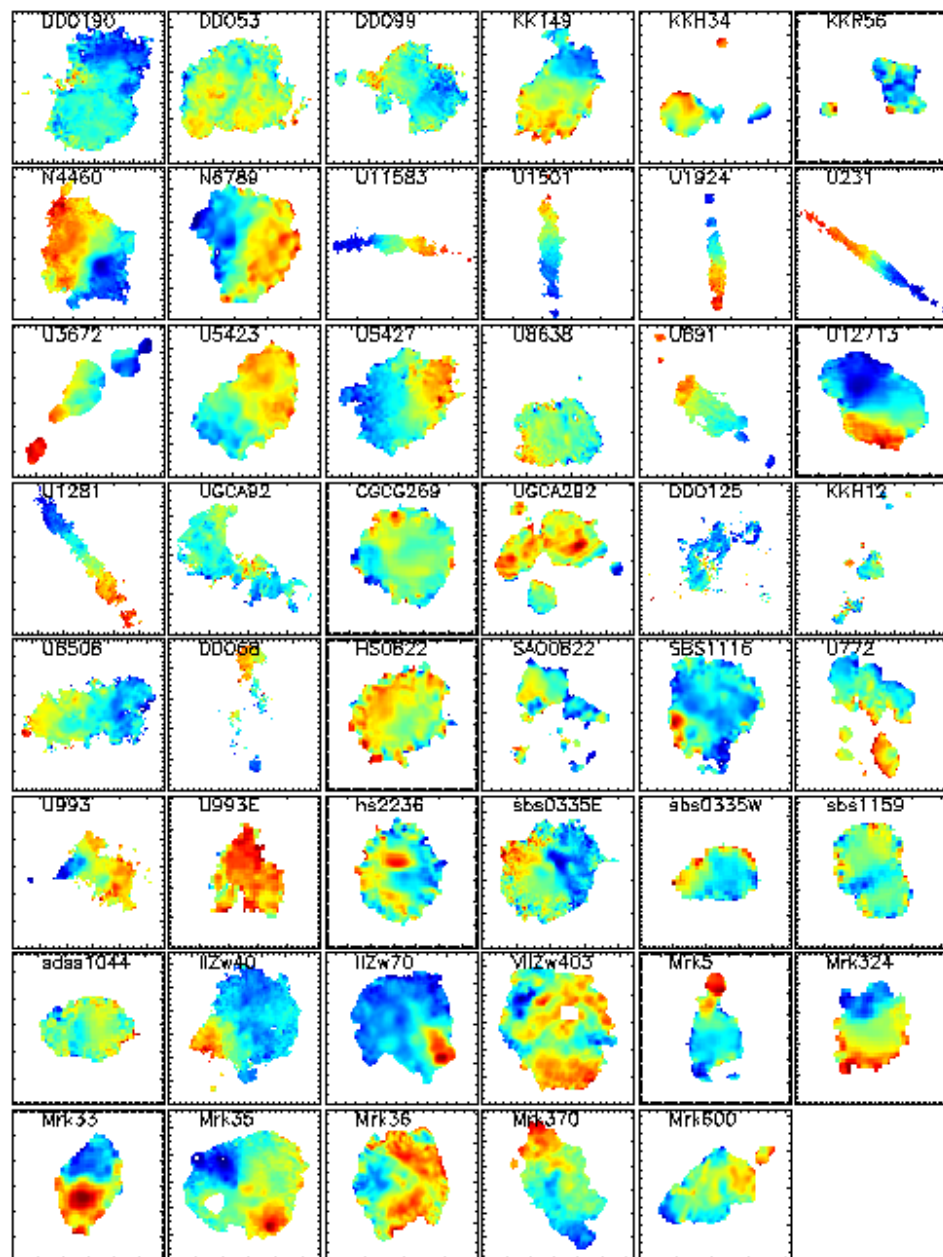 DDO190 DDO53 DDO99 KK149 KKH34 KKR56
N4460 N6789 U11583 U1501 U1924 U231
U3672 U5423 U5427 U8638 U891 U12713
U1281 UGCA92 CGCG269 UGCA292 DDO125 KKH12
U8508 DDO68 HS0822 SAO0822 SBS1116 U772
U993 U993E hs2236 sbs0335E sbs0335W sbs1159
sdss1044 IIZw40 IIZw70 VIIZw403 Mrk5 Mrk324
Mrk33 Mrk35 Mrk36 Mrk370 Mrk600